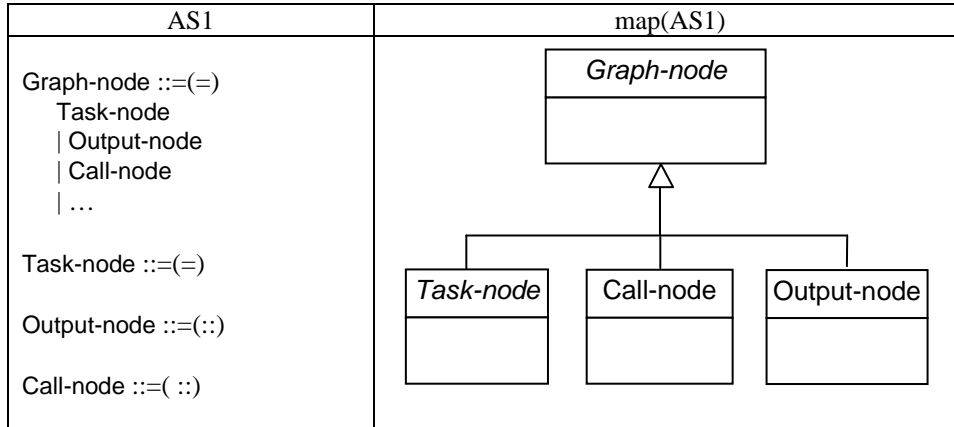 AS1
map(AS1)
Graph-node ::=(=)
Task-node
| Output-node
| Call-node
| …
Task-node ::=(=)
Output-node ::=(::)
Call-node ::=( ::)
Graph-node
Task-node
Call-node
Output-node